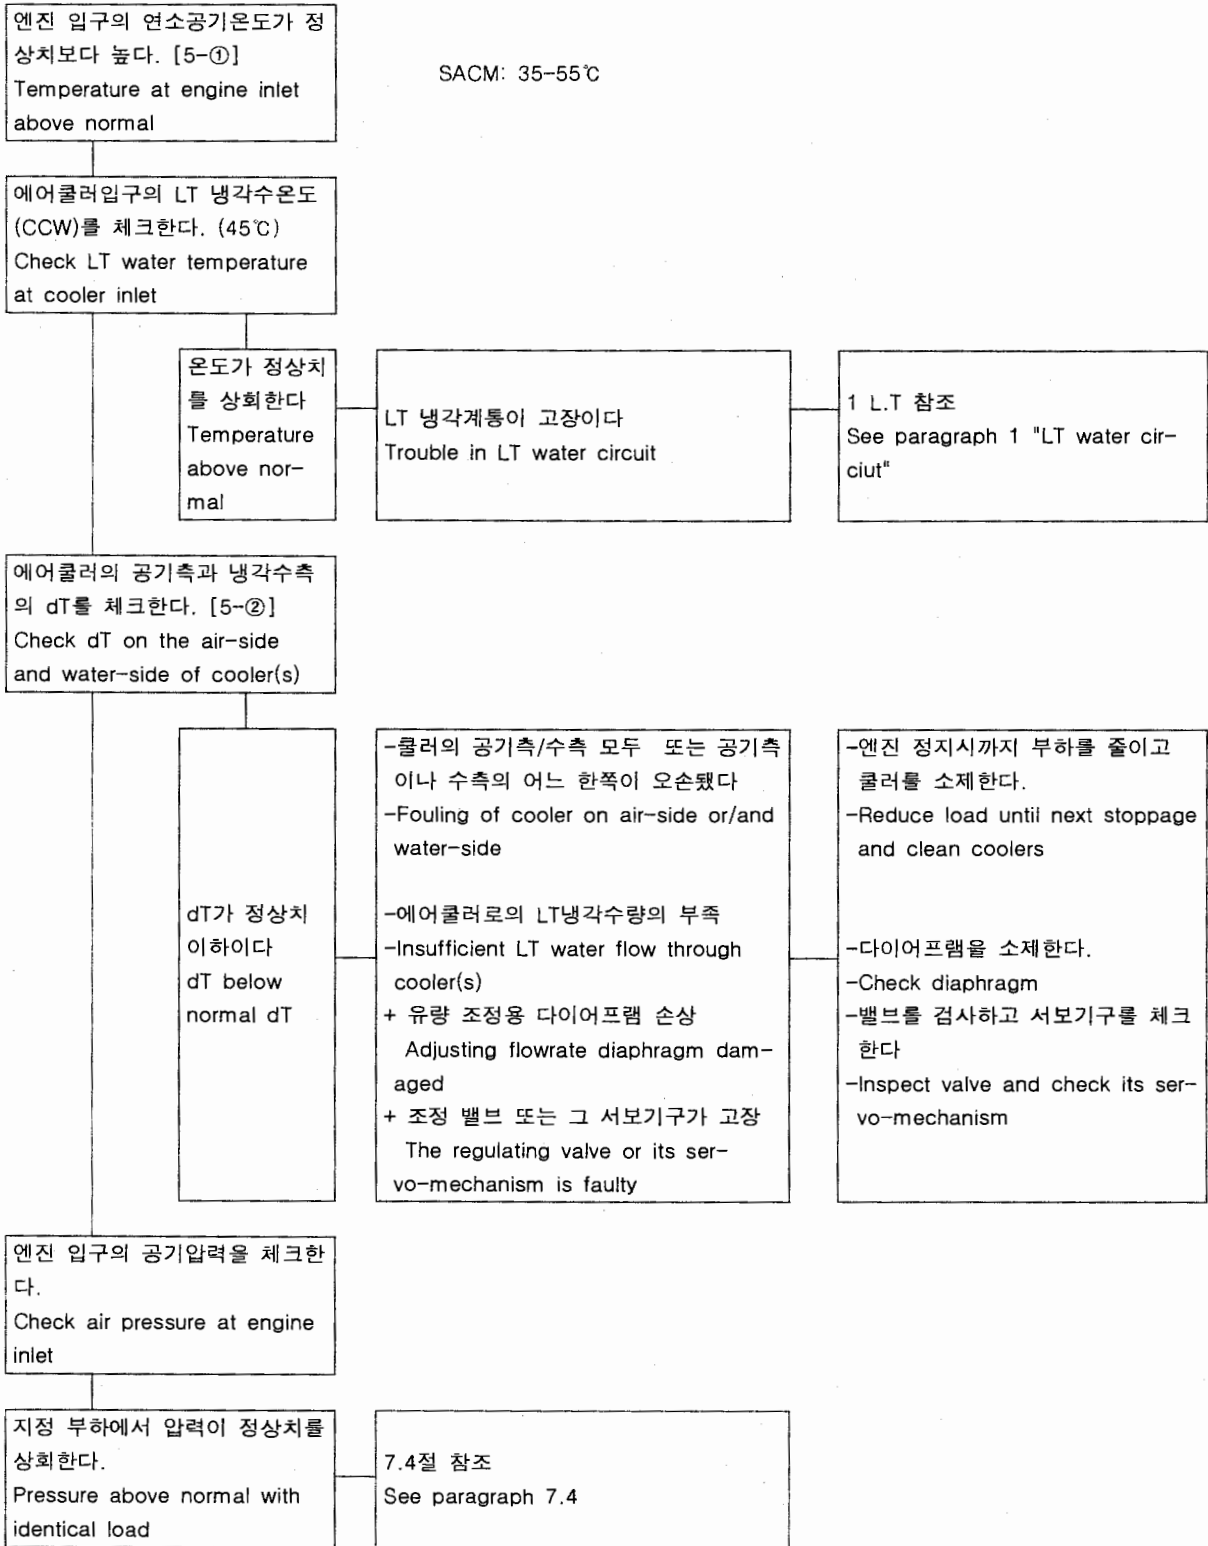 엔진 입구의 연소공기온도가 정
상치보다 높다. [5-①]
Temperature at engine inlet
above normal
SACM: 35-55℃
에어쿨러입구의 LT 냉각수온도
(CCW)를 체크한다. (45℃)
Check LT water temperature
at cooler inlet
온도가 정상치
를 상회한다
Temperature
above nor-
mal
LT 냉각계통이 고장이다
Trouble in LT water circuit
1 L.T 참조
See paragraph 1 "LT water cir-
ciut"
에어쿨러의 공기측과 냉각수측
의 dT를 체크한다. [5-②]
Check dT on the air-side
and water-side of cooler(s)
dT가 정상치
이하이다
dT below
normal dT
-쿨러의 공기측/수측 모두 또는 공기측
이나 수측의 어느 한쪽이 오손됐다
-Fouling of cooler on air-side or/and
water-side
-에어쿨러로의 LT냉각수량의 부족
-Insufficient LT water flow through
cooler(s)
+ 유량 조정용 다이어프램 손상
Adjusting flowrate diaphragm dam-
aged
+ 조정 밸브 또는 그 서보기구가 고장
The regulating valve or its ser-
vo-mechanism is faulty
-엔진 정지시까지 부하를 줄이고
쿨러를 소제한다.
-Reduce load until next stoppage
and clean coolers
-다이어프램을 소제한다.
-Check diaphragm
-밸브를 검사하고 서보기구를 체크
한다
-Inspect valve and check its ser-
vo-mechanism
엔진 입구의 공기압력을 체크한
다.
Check air pressure at engine
inlet
지정 부하에서 압력이 정상치를
상회한다.
Pressure above normal with
identical load
7.4절 참조
See paragraph 7.4